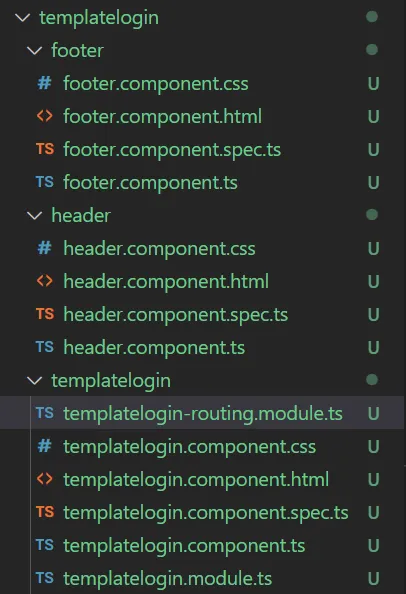 templatelogin
footer
# footer.component.css U
<> footer.component.html U
TS footer.component.spec.ts U
TS footer.component.ts U
header
# header.component.css U
<> header.component.html U
TS header.component.spec.ts U
TS header.component.ts U
templatelogin
TS templatelogin-routing.module.ts U
# templatelogin.component.css U
<> templatelogin.component.html U
TS templatelogin.component.spec.ts U
TS templatelogin.component.ts U
TS templatelogin.module.ts U